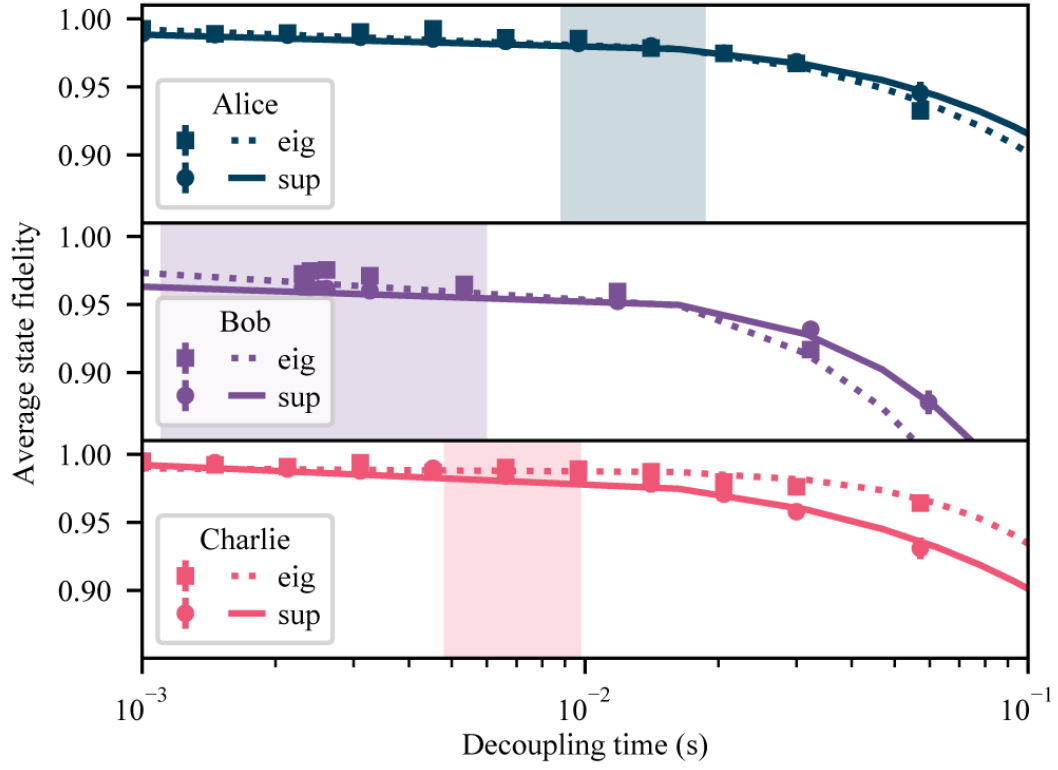 1.00
0.95
0.90
Alice
eig
sup
1.00
0.95
0.90
Bob
eig
sup
1.00
0.95
0.90
Charlie
eig
sup
Average state fidelity
10⁻³
10⁻²
10⁻¹
Decoupling time (s)